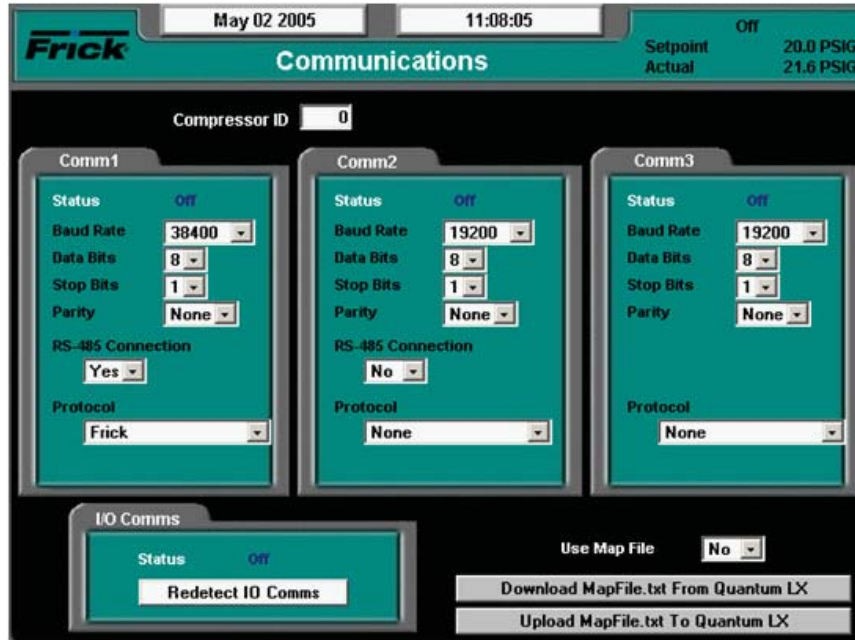 Frick
May 02 2005
11:08:05
Communications
Off
Setpoint 20.0 PSIG
Actual 21.6 PSIG
Compressor ID 0
Comm1
Status Off
Baud Rate 38400
Data Bits 8
Stop Bits 1
Parity None
RS-485 Connection
Yes
Protocol
Frick
Comm2
Status Off
Baud Rate 19200
Data Bits 8
Stop Bits 1
Parity None
RS-485 Connection
No
Protocol
None
Comm3
Status Off
Baud Rate 19200
Data Bits 8
Stop Bits 1
Parity None
Protocol
None
I/O Comms
Status Off
Redetect IO Comms
Use Map File No
Download MapFile.txt From Quantum LX
Upload MapFile.txt To Quantum LX